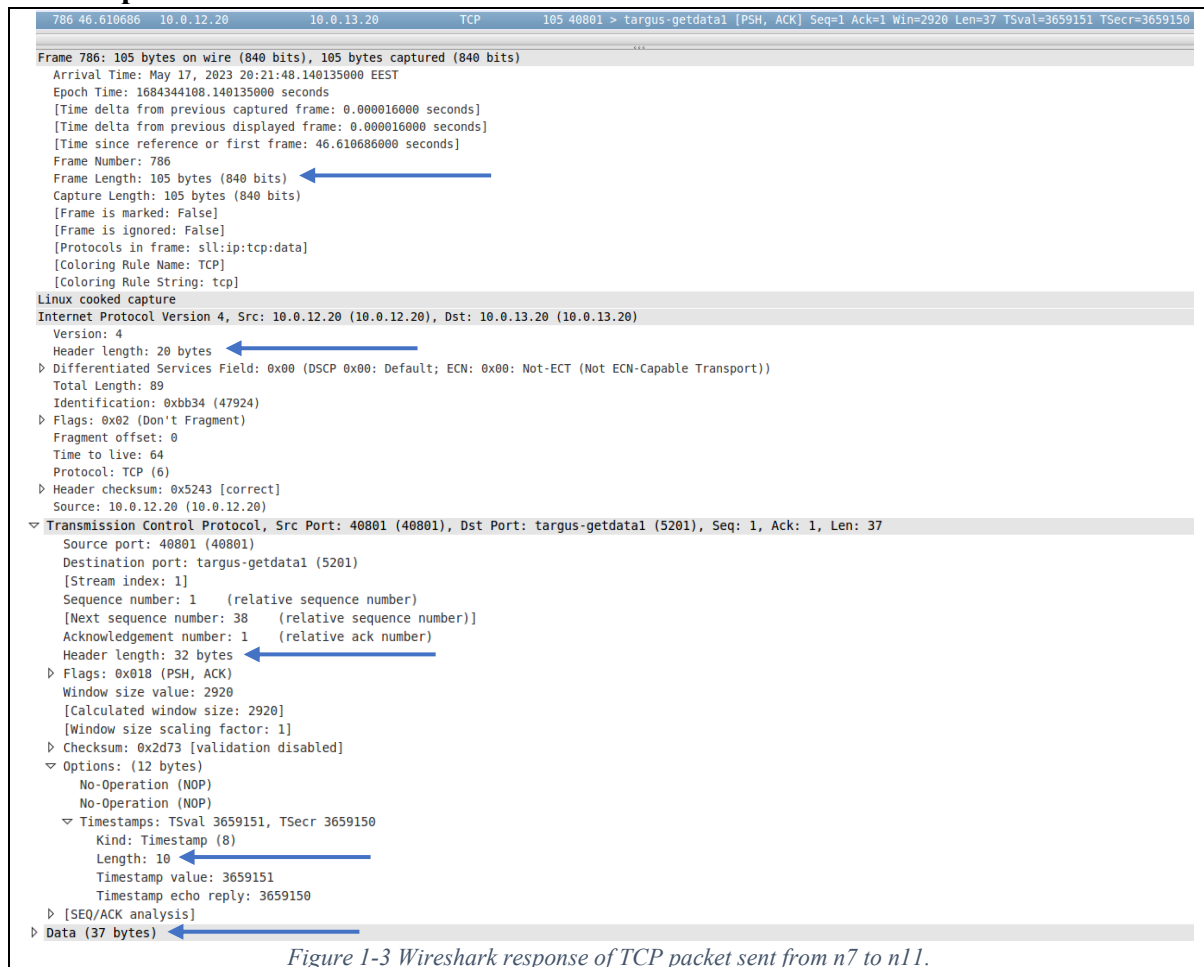 786 46.610686 10.0.12.20 10.0.13.20 TCP 105 40801 > targus-getdata1 [PSH, ACK] Seq=1 Ack=1 Win=2920 Len=37 TSval=3659151 TSecr=3659150
Frame 786: 105 bytes on wire (840 bits), 105 bytes captured (840 bits)
Arrival Time: May 17, 2023 20:21:48.140135000 EEST
Epoch Time: 1684344108.140135000 seconds
[Time delta from previous captured frame: 0.000016000 seconds]
[Time delta from previous displayed frame: 0.000016000 seconds]
[Time since reference or first frame: 46.610686000 seconds]
Frame Number: 786
Frame Length: 105 bytes (840 bits)
Capture Length: 105 bytes (840 bits)
[Frame is marked: False]
[Frame is ignored: False]
[Protocols in frame: sll:ip:tcp:data]
[Coloring Rule Name: TCP]
[Coloring Rule String: tcp]
Linux cooked capture
Internet Protocol Version 4, Src: 10.0.12.20 (10.0.12.20), Dst: 10.0.13.20 (10.0.13.20)
Version: 4
Header length: 20 bytes
Differentiated Services Field: 0x00 (DSCP 0x00: Default; ECN: 0x00: Not-ECT (Not ECN-Capable Transport))
Total Length: 89
Identification: 0xbb34 (47924)
Flags: 0x02 (Don't Fragment)
Fragment offset: 0
Time to live: 64
Protocol: TCP (6)
Header checksum: 0x5243 [correct]
Source: 10.0.12.20 (10.0.12.20)
Transmission Control Protocol, Src Port: 40801 (40801), Dst Port: targus-getdata1 (5201), Seq: 1, Ack: 1, Len: 37
Source port: 40801 (40801)
Destination port: targus-getdata1 (5201)
[Stream index: 1]
Sequence number: 1 (relative sequence number)
[Next sequence number: 38 (relative sequence number)]
Acknowledgement number: 1 (relative ack number)
Header length: 32 bytes
Flags: 0x018 (PSH, ACK)
Window size value: 2920
[Calculated window size: 2920]
[Window size scaling factor: 1]
Checksum: 0x2d73 [validation disabled]
Options: (12 bytes)
No-Operation (NOP)
No-Operation (NOP)
Timestamps: TSval 3659151, TSecr 3659150
Kind: Timestamp (8)
Length: 10
Timestamp value: 3659151
Timestamp echo reply: 3659150
[SEQ/ACK analysis]
Data (37 bytes)
Figure 1-3 Wireshark response of TCP packet sent from n7 to n11.